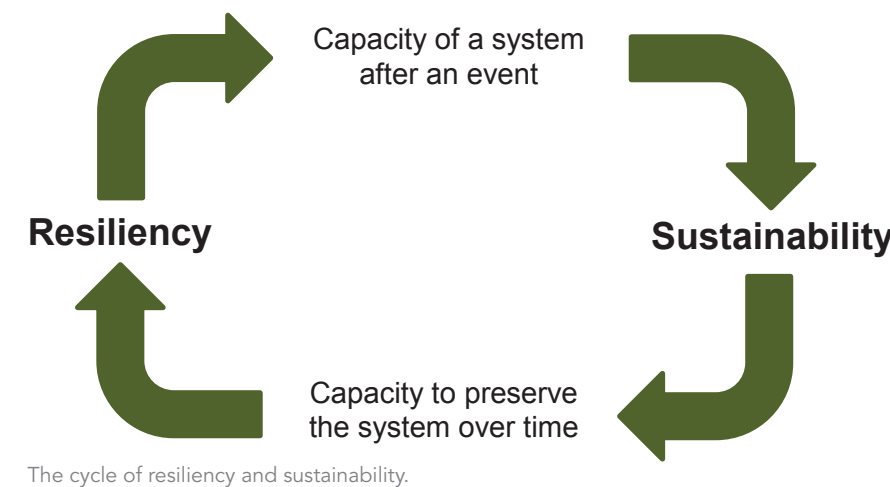 Capacity of a system
after an event
Resiliency
Sustainability
Capacity to preserve
the system over time
The cycle of resiliency and sustainability.